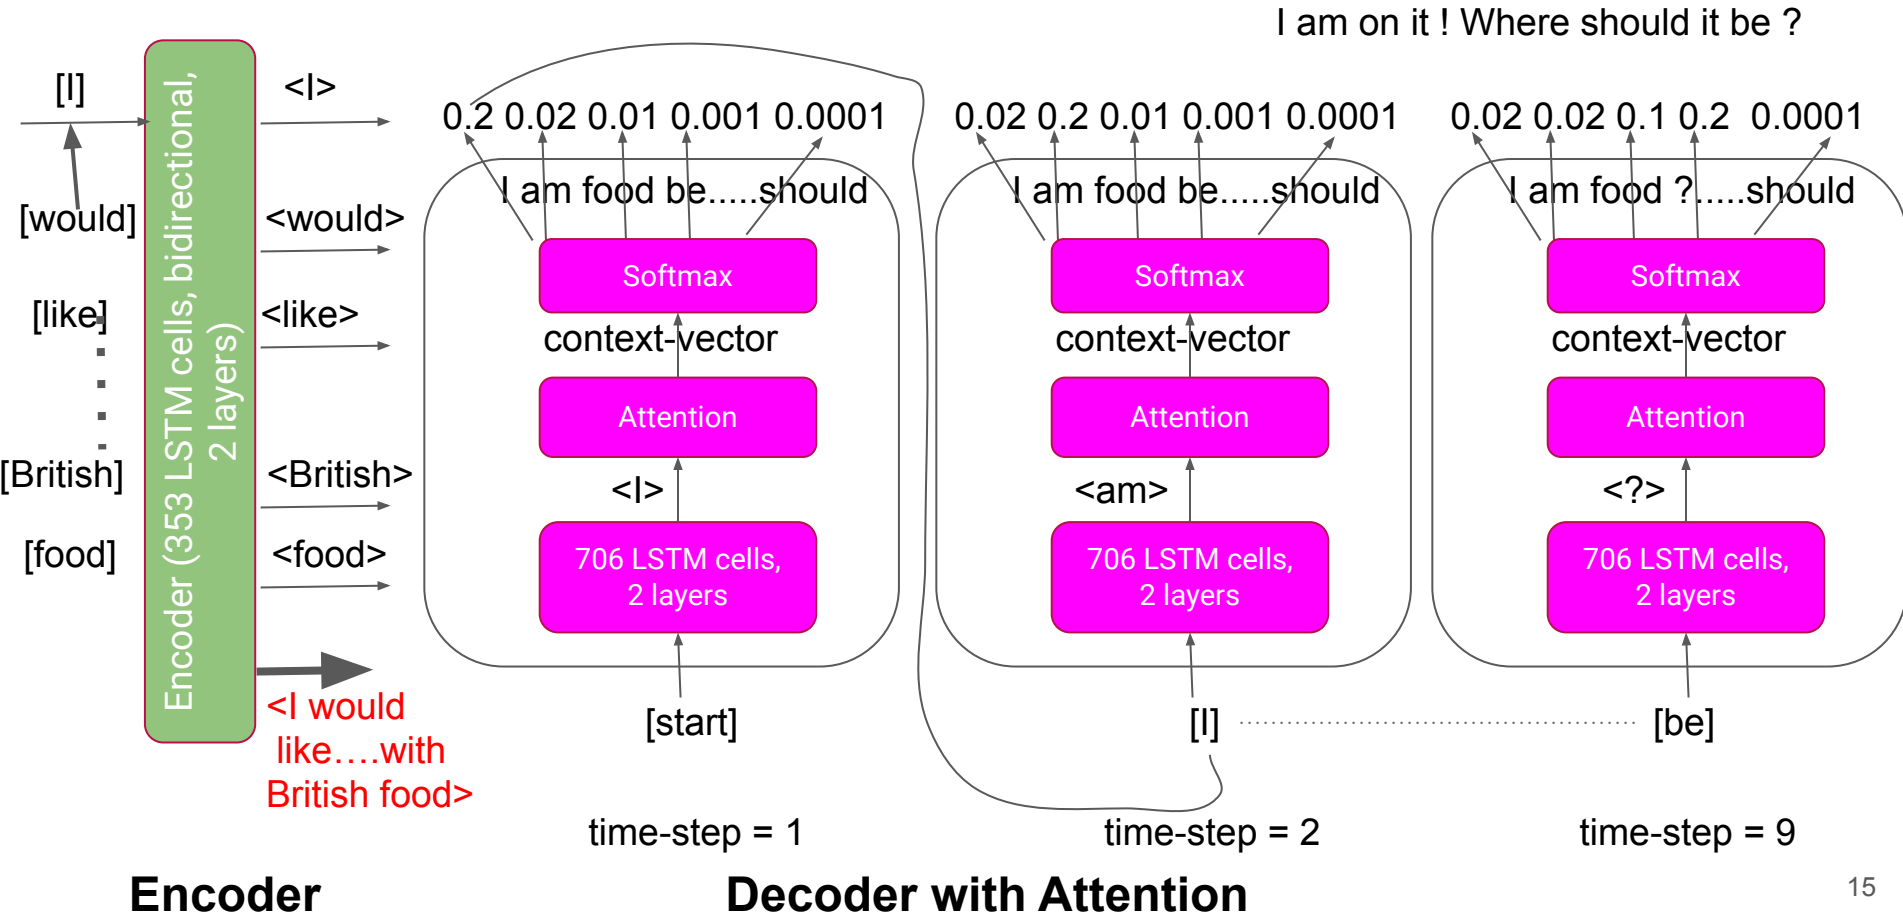 I am on it ! Where should it be ?
[I]
[would]
[like]
[British]
[food]
Encoder (353 LSTM cells, bidirectional,
2 layers)
<I>
<would>
<like>
<British>
<food>
<I would
like….with
British food>
0.2 0.02 0.01 0.001 0.0001
I am food be.....should
Softmax
context-vector
Attention
<I>
706 LSTM cells,
2 layers
[start]
time-step = 1
0.02 0.2 0.01 0.001 0.0001
I am food be.....should
Softmax
context-vector
Attention
<am>
706 LSTM cells,
2 layers
[I]
time-step = 2
0.02 0.02 0.1 0.2 0.0001
I am food ?......should
Softmax
context-vector
Attention
<?>
706 LSTM cells,
2 layers
[be]
time-step = 9
Encoder
Decoder with Attention
15